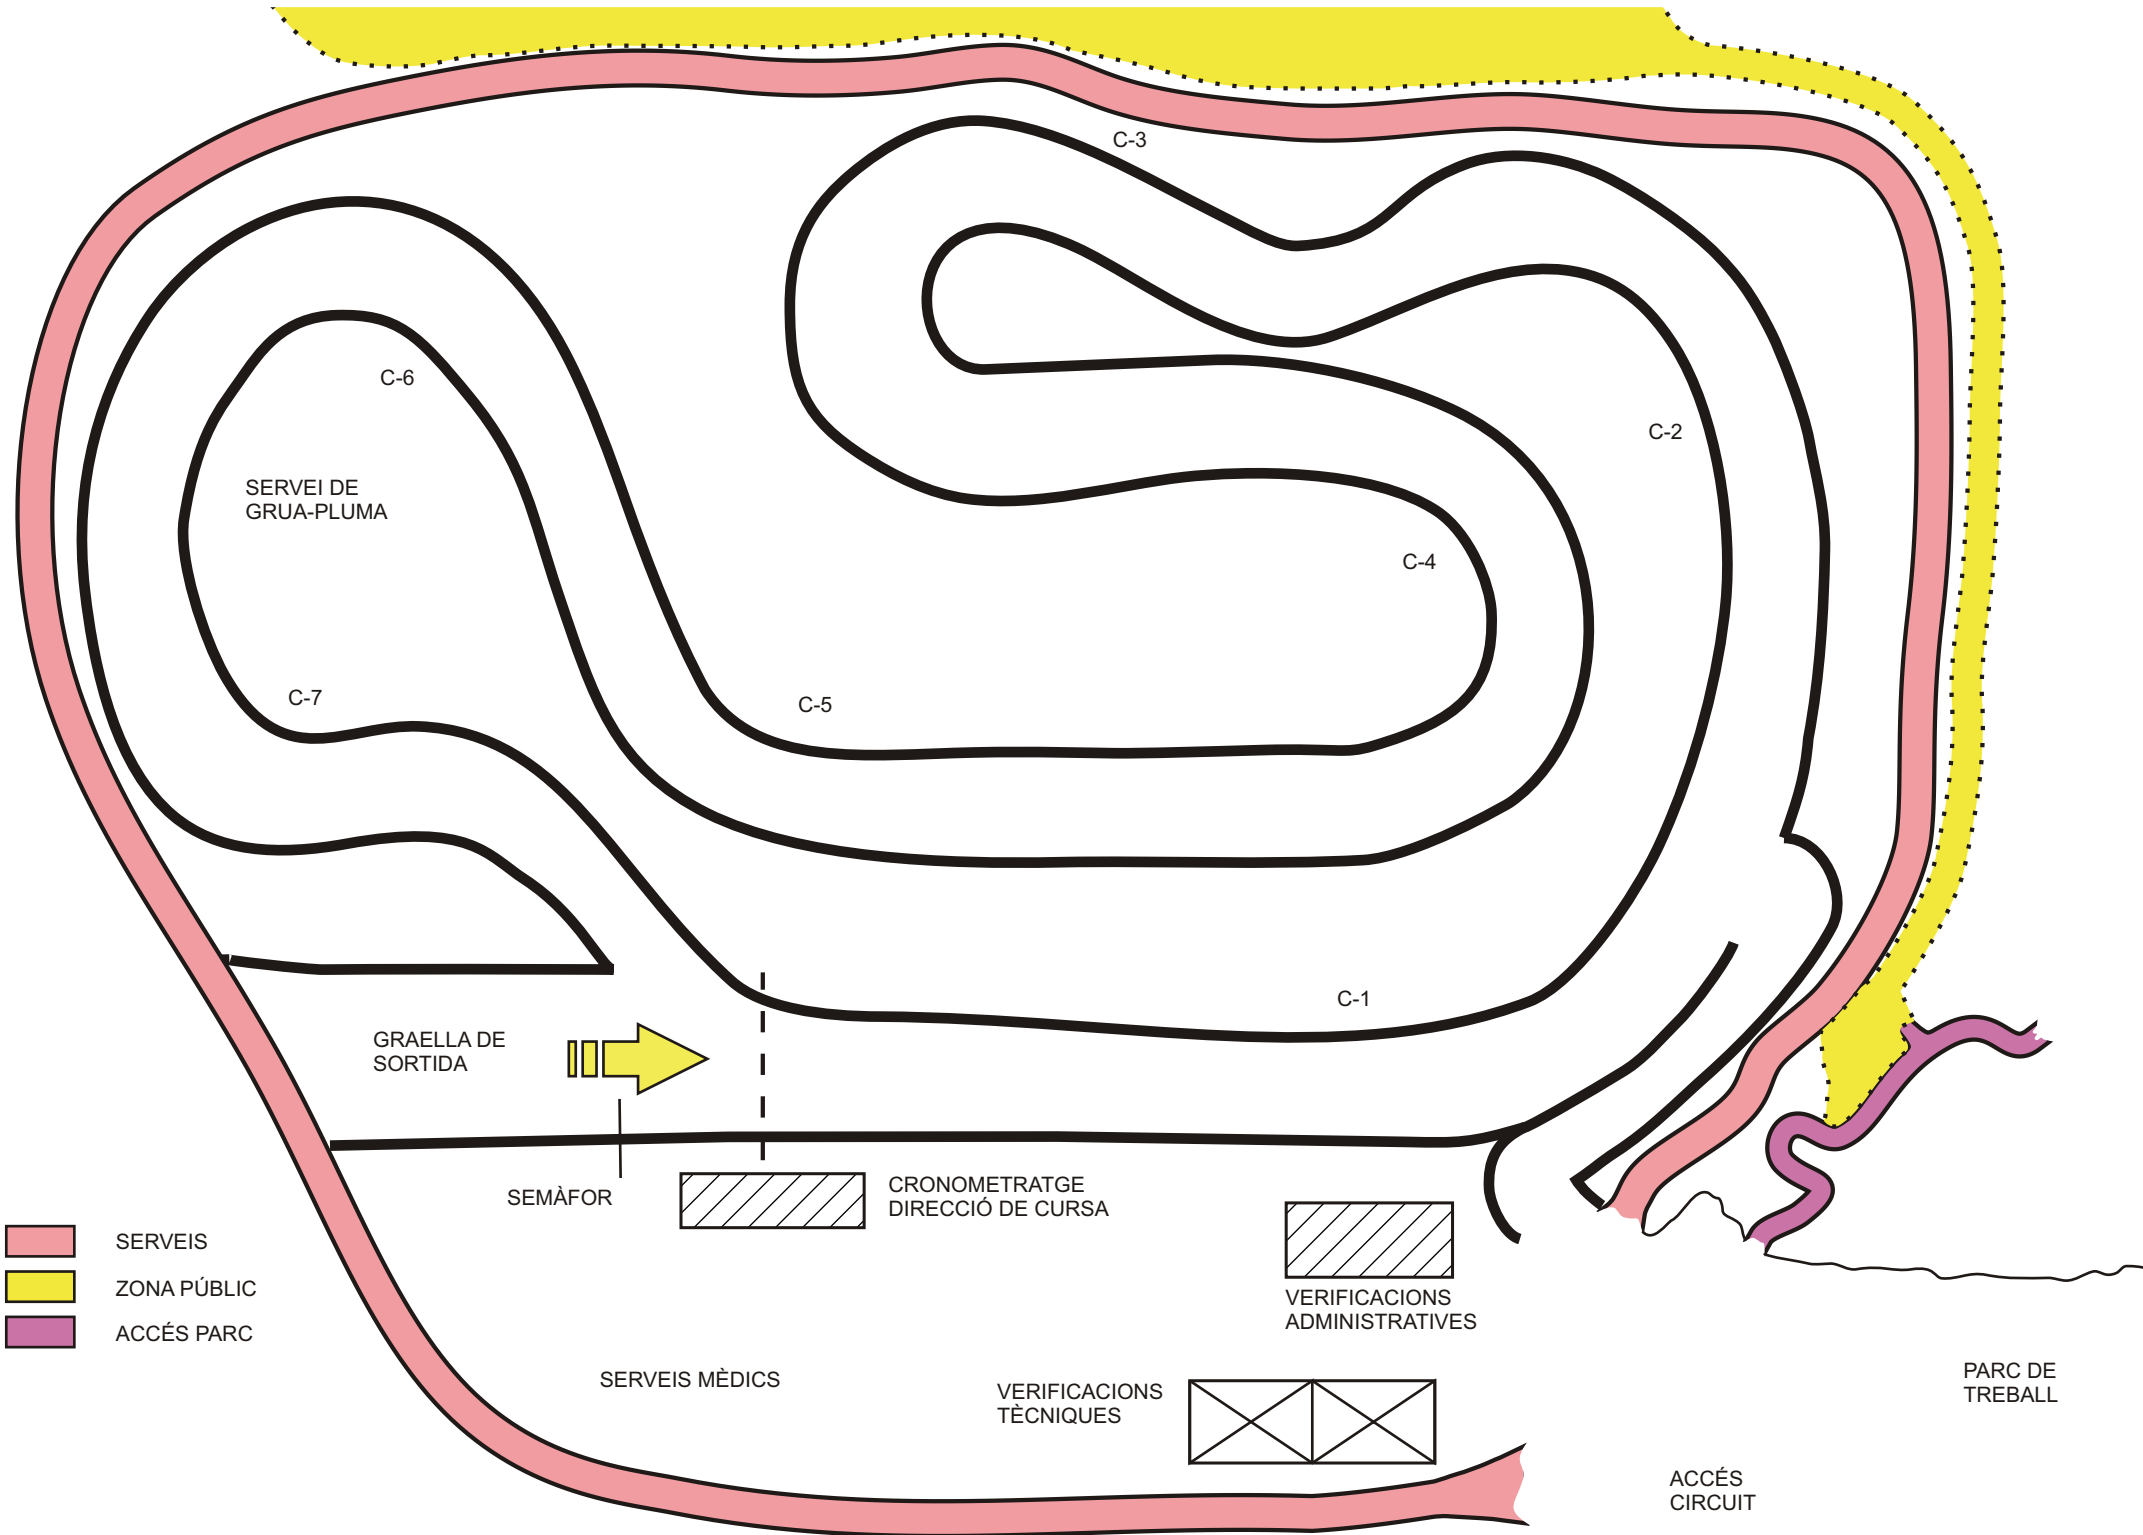 C-3
C-6
C-2
SERVEI DE
GRUA-PLUMA
C-4
C-7
C-5
C-1
GRAELLA DE
SORTIDA
SEMÀFOR
CRONOMETRATGE
DIRECCIÓ DE CURSA
SERVEIS
ZONA PÚBLIC
ACCÉS PARC
VERIFICACIONS
ADMINISTRATIVES
SERVEIS MÈDICS
VERIFICACIONS
TÈCNIQUES
PARC DE
TREBALL
ACCÉS
CIRCUIT